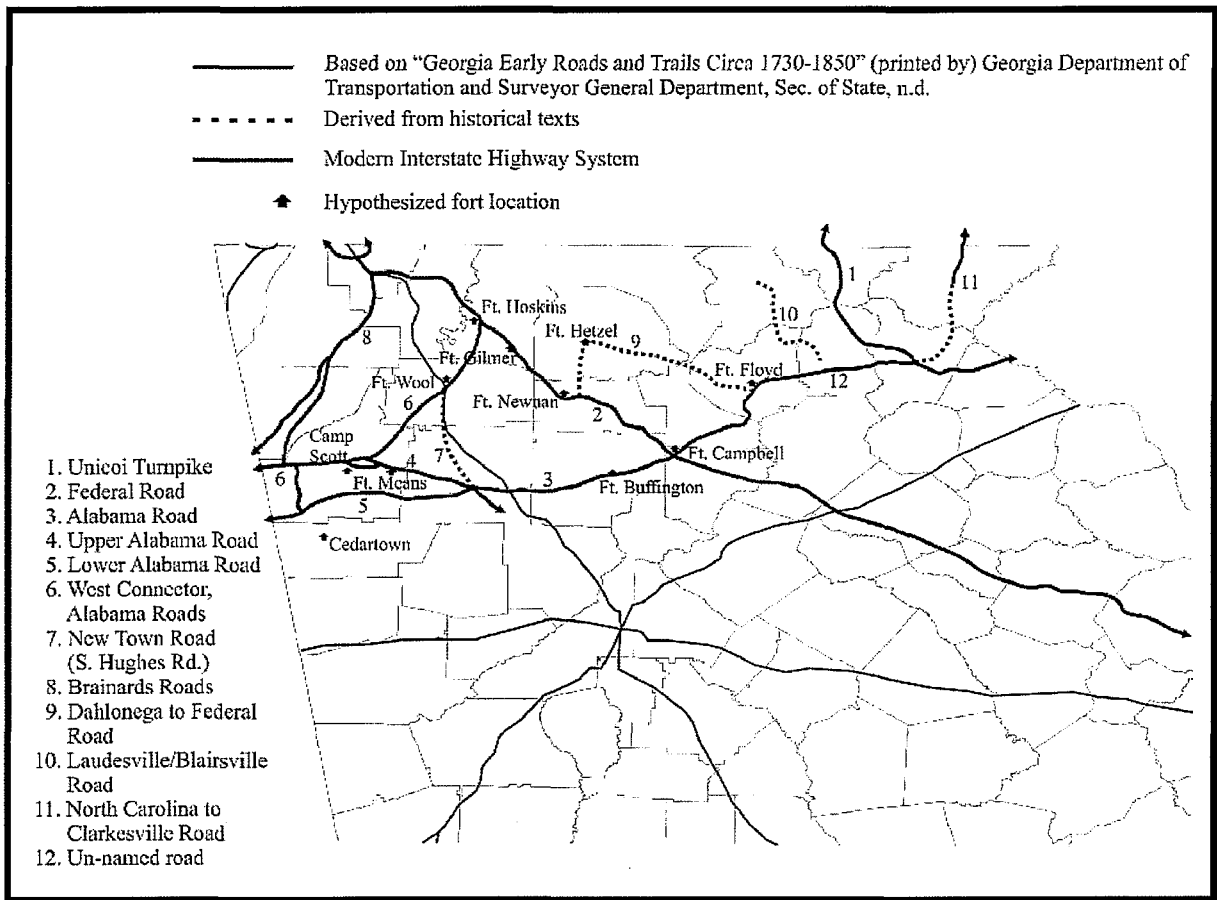 Based on “Georgia Early Roads and Trails Circa 1730-1850” (printed by) Georgia Department of
Transportation and Surveyor General Department, Sec. of State, n.d.
Derived from historical texts
Modern Interstate Highway System
Hypothesized fort location
1
11
10
Ft. Hoskins
Ft. Hetzel
9
8
Ft. Gilmer
Ft. Floyd
12
Ft. Wool
6
Ft. Newnan
2
Camp
Scott
4
7
Ft. Campbell
6
Ft. Means
3
Ft. Buffington
5
Cedartown
1. Unicoi Turnpike
2. Federal Road
3. Alabama Road
4. Upper Alabama Road
5. Lower Alabama Road
6. West Connector,
Alabama Roads
7. New Town Road
(S. Hughes Rd.)
8. Brainards Roads
9. Dahlonega to Federal
Road
10. Laudesville/Blairsville
Road
11. North Carolina to
Clarkesville Road
12. Un-named road